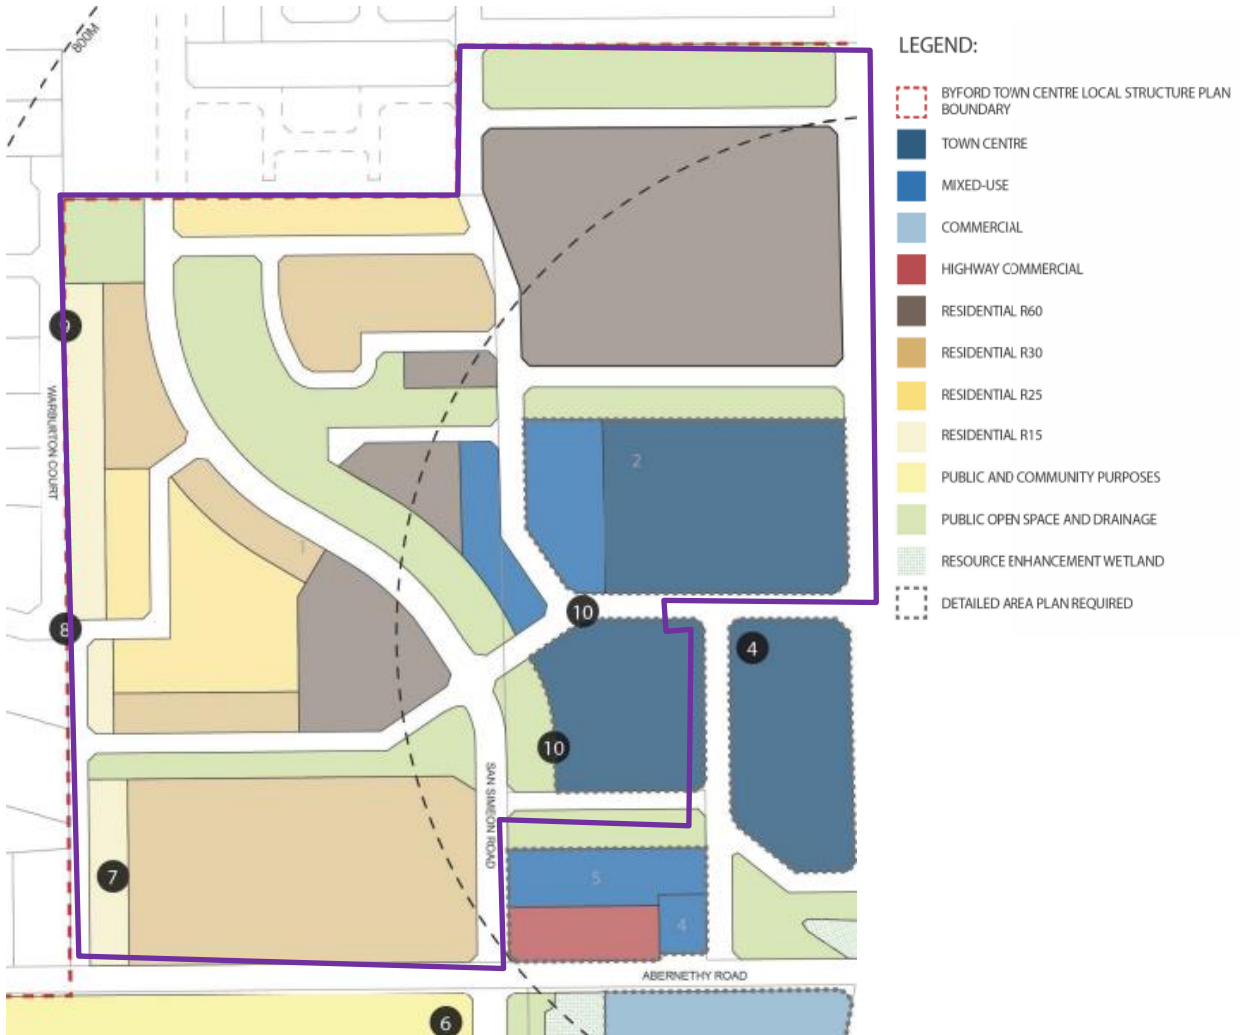 800M
LEGEND:
BYFORD TOWN CENTRE LOCAL STRUCTURE PLAN
BOUNDARY
TOWN CENTRE
MIXED-USE
COMMERCIAL
HIGHWAY COMMERCIAL
RESIDENTIAL R60
RESIDENTIAL R30
RESIDENTIAL R25
RESIDENTIAL R15
PUBLIC AND COMMUNITY PURPOSES
PUBLIC OPEN SPACE AND DRAINAGE
RESOURCE ENHANCEMENT WETLAND
DETAILED AREA PLAN REQUIRED
9
WARBURTON COURT
2
1
8
10
4
10
SAN SIMEON ROAD
7
5
4
ABERNETHY ROAD
6